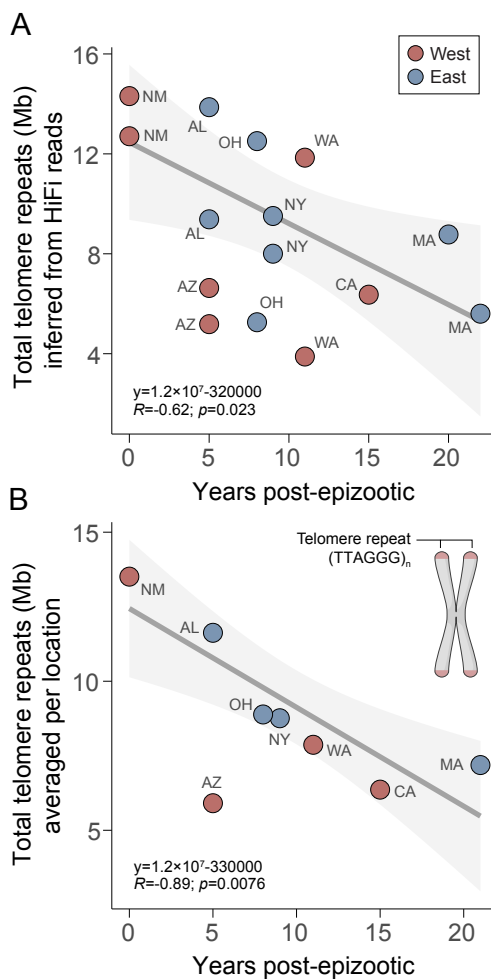 A
Total telomere repeats (Mb)
inferred from HiFi reads
16
12
8
4
West
East
NM
NM
AL
OH
WA
NY
AL
NY
MA
AZ
CA
AZ
OH
WA
MA
y=1.2×10⁷-320000
R=-0.62; p=0.023
0
5
10
15
20
Years post-epizootic
B
Total telomere repeats (Mb)
averaged per location
15
10
5
Telomere repeat
(TTAGGG)ₙ
NM
AL
OH
NY
WA
MA
AZ
CA
y=1.2×10⁷-330000
R=-0.89; p=0.0076
0
5
10
15
20
Years post-epizootic